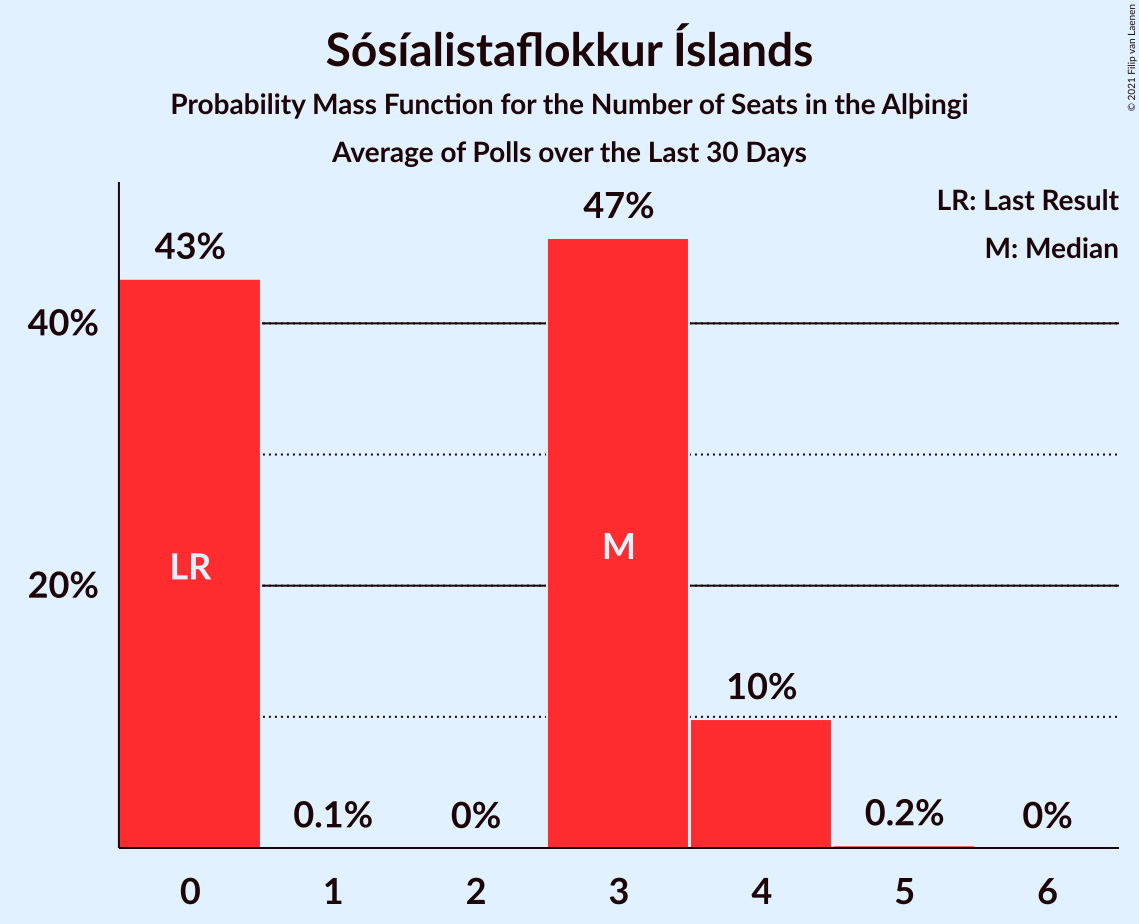 Sósíalistaflokkur Íslands
Probability Mass Function for the Number of Seats in the Alþingi
Average of Polls over the Last 30 Days
© 2021 Filip van Laenen
LR: Last Result
M: Median
43%
0.1%
0%
47%
10%
0.2%
0%
40%
20%
LR
M
0 1 2 3 4 5 6